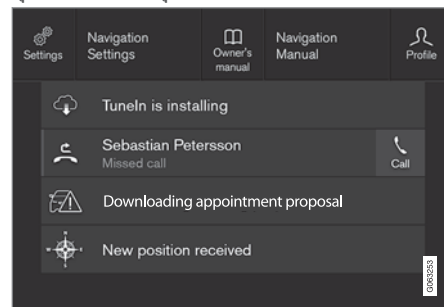 Settings
Navigation
Settings
Owner's
manual
Navigation
Manual
Profile
TuneIn is installing
Sebastian Petersson
Missed call
Call
Downloading appointment proposal
New position received
G063253